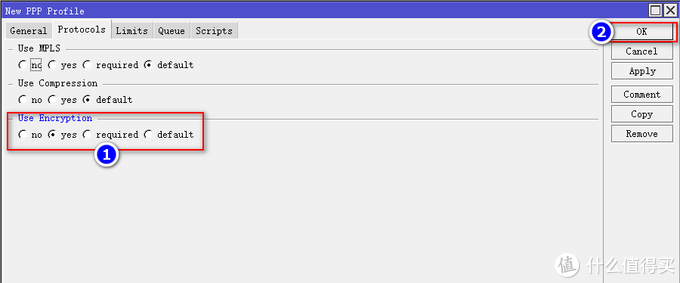 New PPP Profile
General Protocols Limits Queue Scripts
Use MPLS
no yes required default
Use Compression
no yes default
Use Encryption
no yes required default
1
2
OK
Cancel
Apply
Comment
Copy
Remove
值 什么值得买